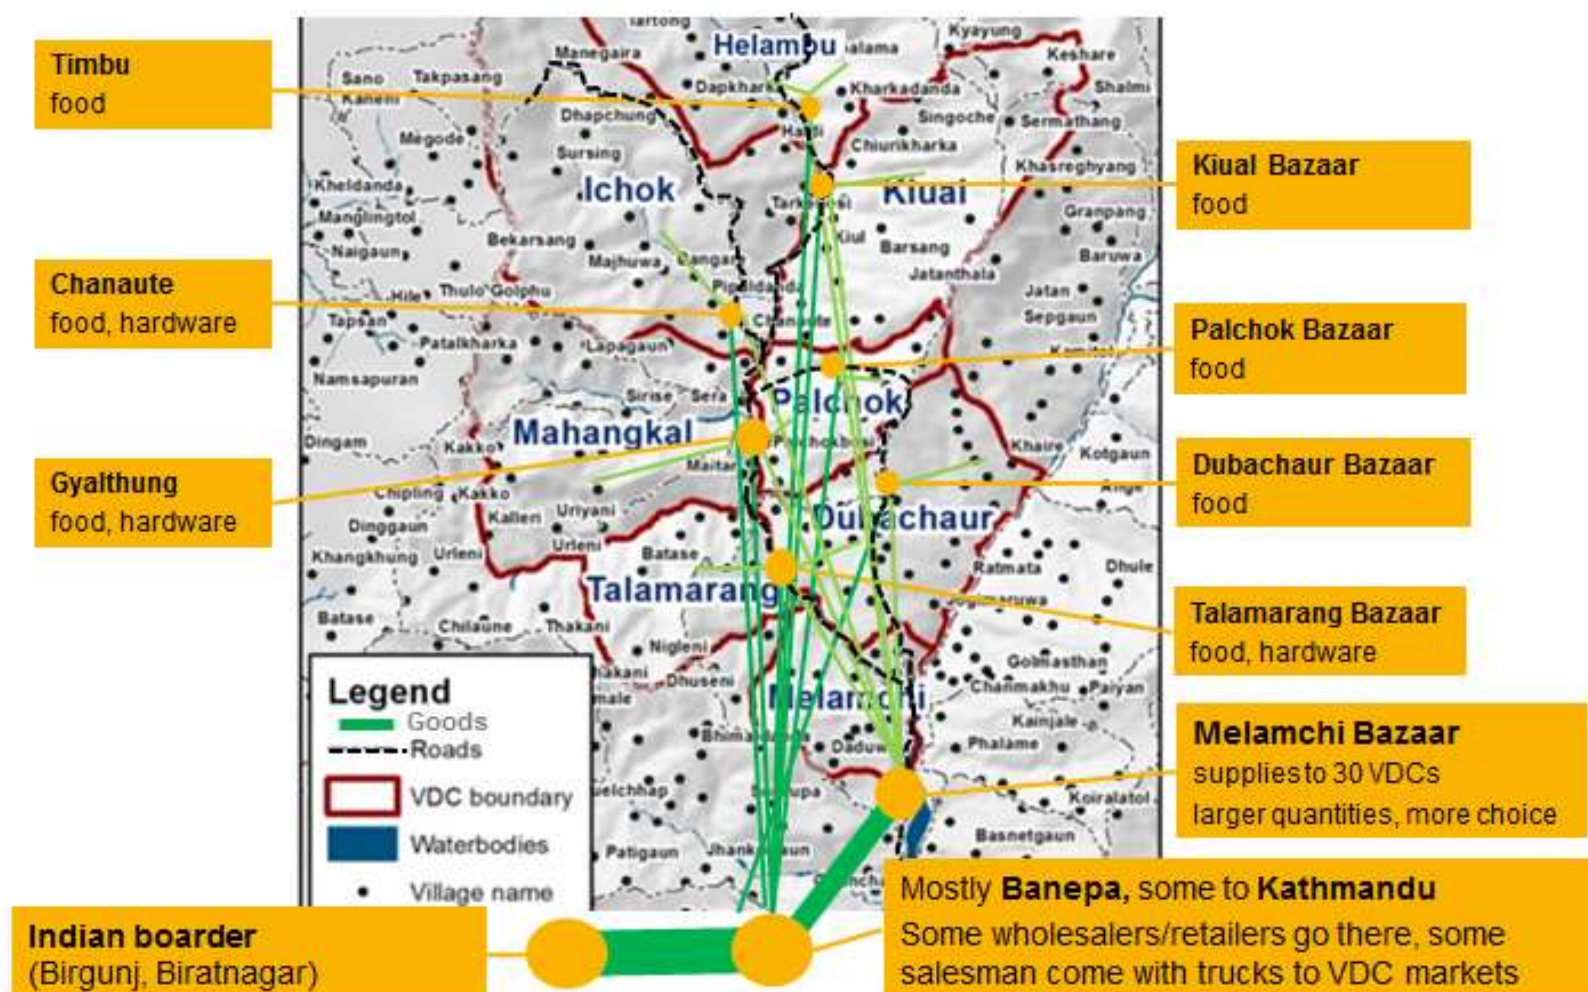 Timbu
food
Chanaute
food, hardware
Gyalthung
food, hardware
Indian boarder
(Birgunj, Biratnagar)
Kiual Bazaar
food
Palchok Bazaar
food
Dubachaur Bazaar
food
Talamarang Bazaar
food, hardware
Melamchi Bazaar
supplies to 30 VDCs
larger quantities, more choice
Mostly Banepa, some to Kathmandu
Some wholesalers/retailers go there, some
salesman come with trucks to VDC markets
Legend
Goods
Roads
VDC boundary
Waterbodies
Village name
Helambu
Ichok
Kiual
Palchok
Mahangkal
Dubachaur
Talamarang
Melamchi
Manegaira
Kyayung
Keshare
Sano
Kaneni
Takpasang
Kharkadanda
Shalmi
Dhapchung
Singoche
Sermathang
Megode
Sursing
Chiurikharka
Khasreghyang
Kheldanda
Manglingtol
Granpang
Naigaun
Bekarsang
Majhuwa
Kiul
Barsang
Baruwa
Jatanthala
Thulo Golphu
Hile
Jatan
Sepgaun
Tapsan
Patalkharka
Lapagaun
Chanaute
Namsapuran
Sirise
Sera
Dingam
Kakko
Khaire
Kotgaun
Chipling
Kakko
Uriyani
Dinggaun
Urleni
Khangkhung
Urleni
Batase
Ratmata
Dhule
Batase
Chilaune
Thakani
Nigleni
Golmasthan
Dhuseni
Chanmakhu
Paiyan
Kainjale
Phalame
Koiralatol
Basnetgaun
Patigaun